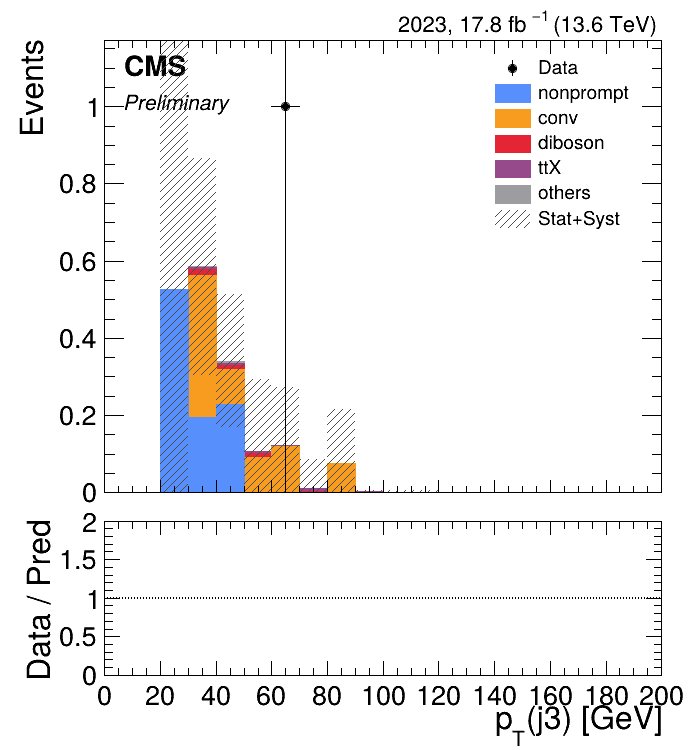 2023, 17.8 fb⁻¹ (13.6 TeV)
CMS
Preliminary
Events
Data
nonprompt
conv
diboson
ttX
others
Stat+Syst
1
0.8
0.6
0.4
0.2
0
Data / Pred
2
1.5
1
0.5
0
0 20 40 60 80 100 120 140 160 180 200
p_T(j3) [GeV]